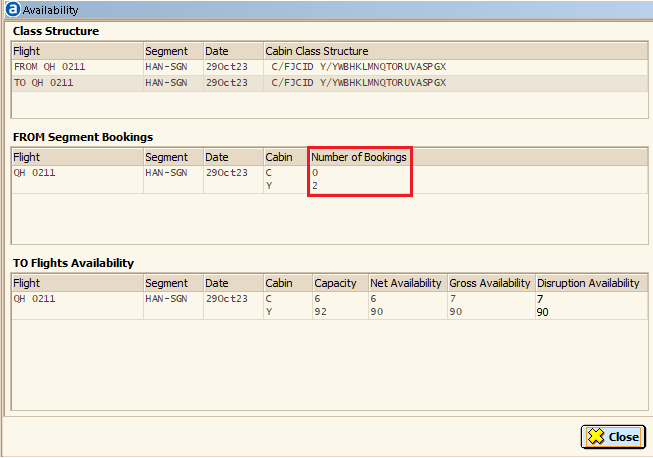 a Availability
Class Structure
Flight Segment Date Cabin Class Structure
FROM QH 0211 HAN-SGN 29Oct23 C/FJCID Y/YWBHKLMNQTORUVASPGX
TO QH 0211 HAN-SGN 29Oct23 C/FJCID Y/YWBHKLMNQTORUVASPGX
FROM Segment Bookings
Flight Segment Date Cabin Number of Bookings
QH 0211 HAN-SGN 29Oct23 C 0
Y 2
TO Flights Availability
Flight Segment Date Cabin Capacity Net Availability Gross Availability Disruption Availability
QH 0211 HAN-SGN 29Oct23 C 6 6 7 7
Y 92 90 90 90
Close